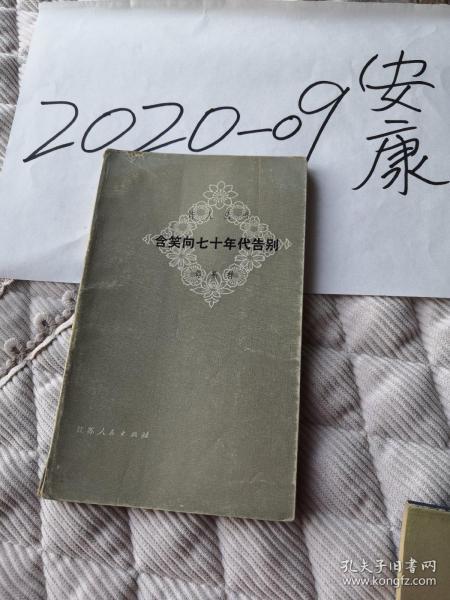 2020-09
安康
含笑向七十年代告别
江苏人民出版社
孔夫子旧书网
www.kongfz.com